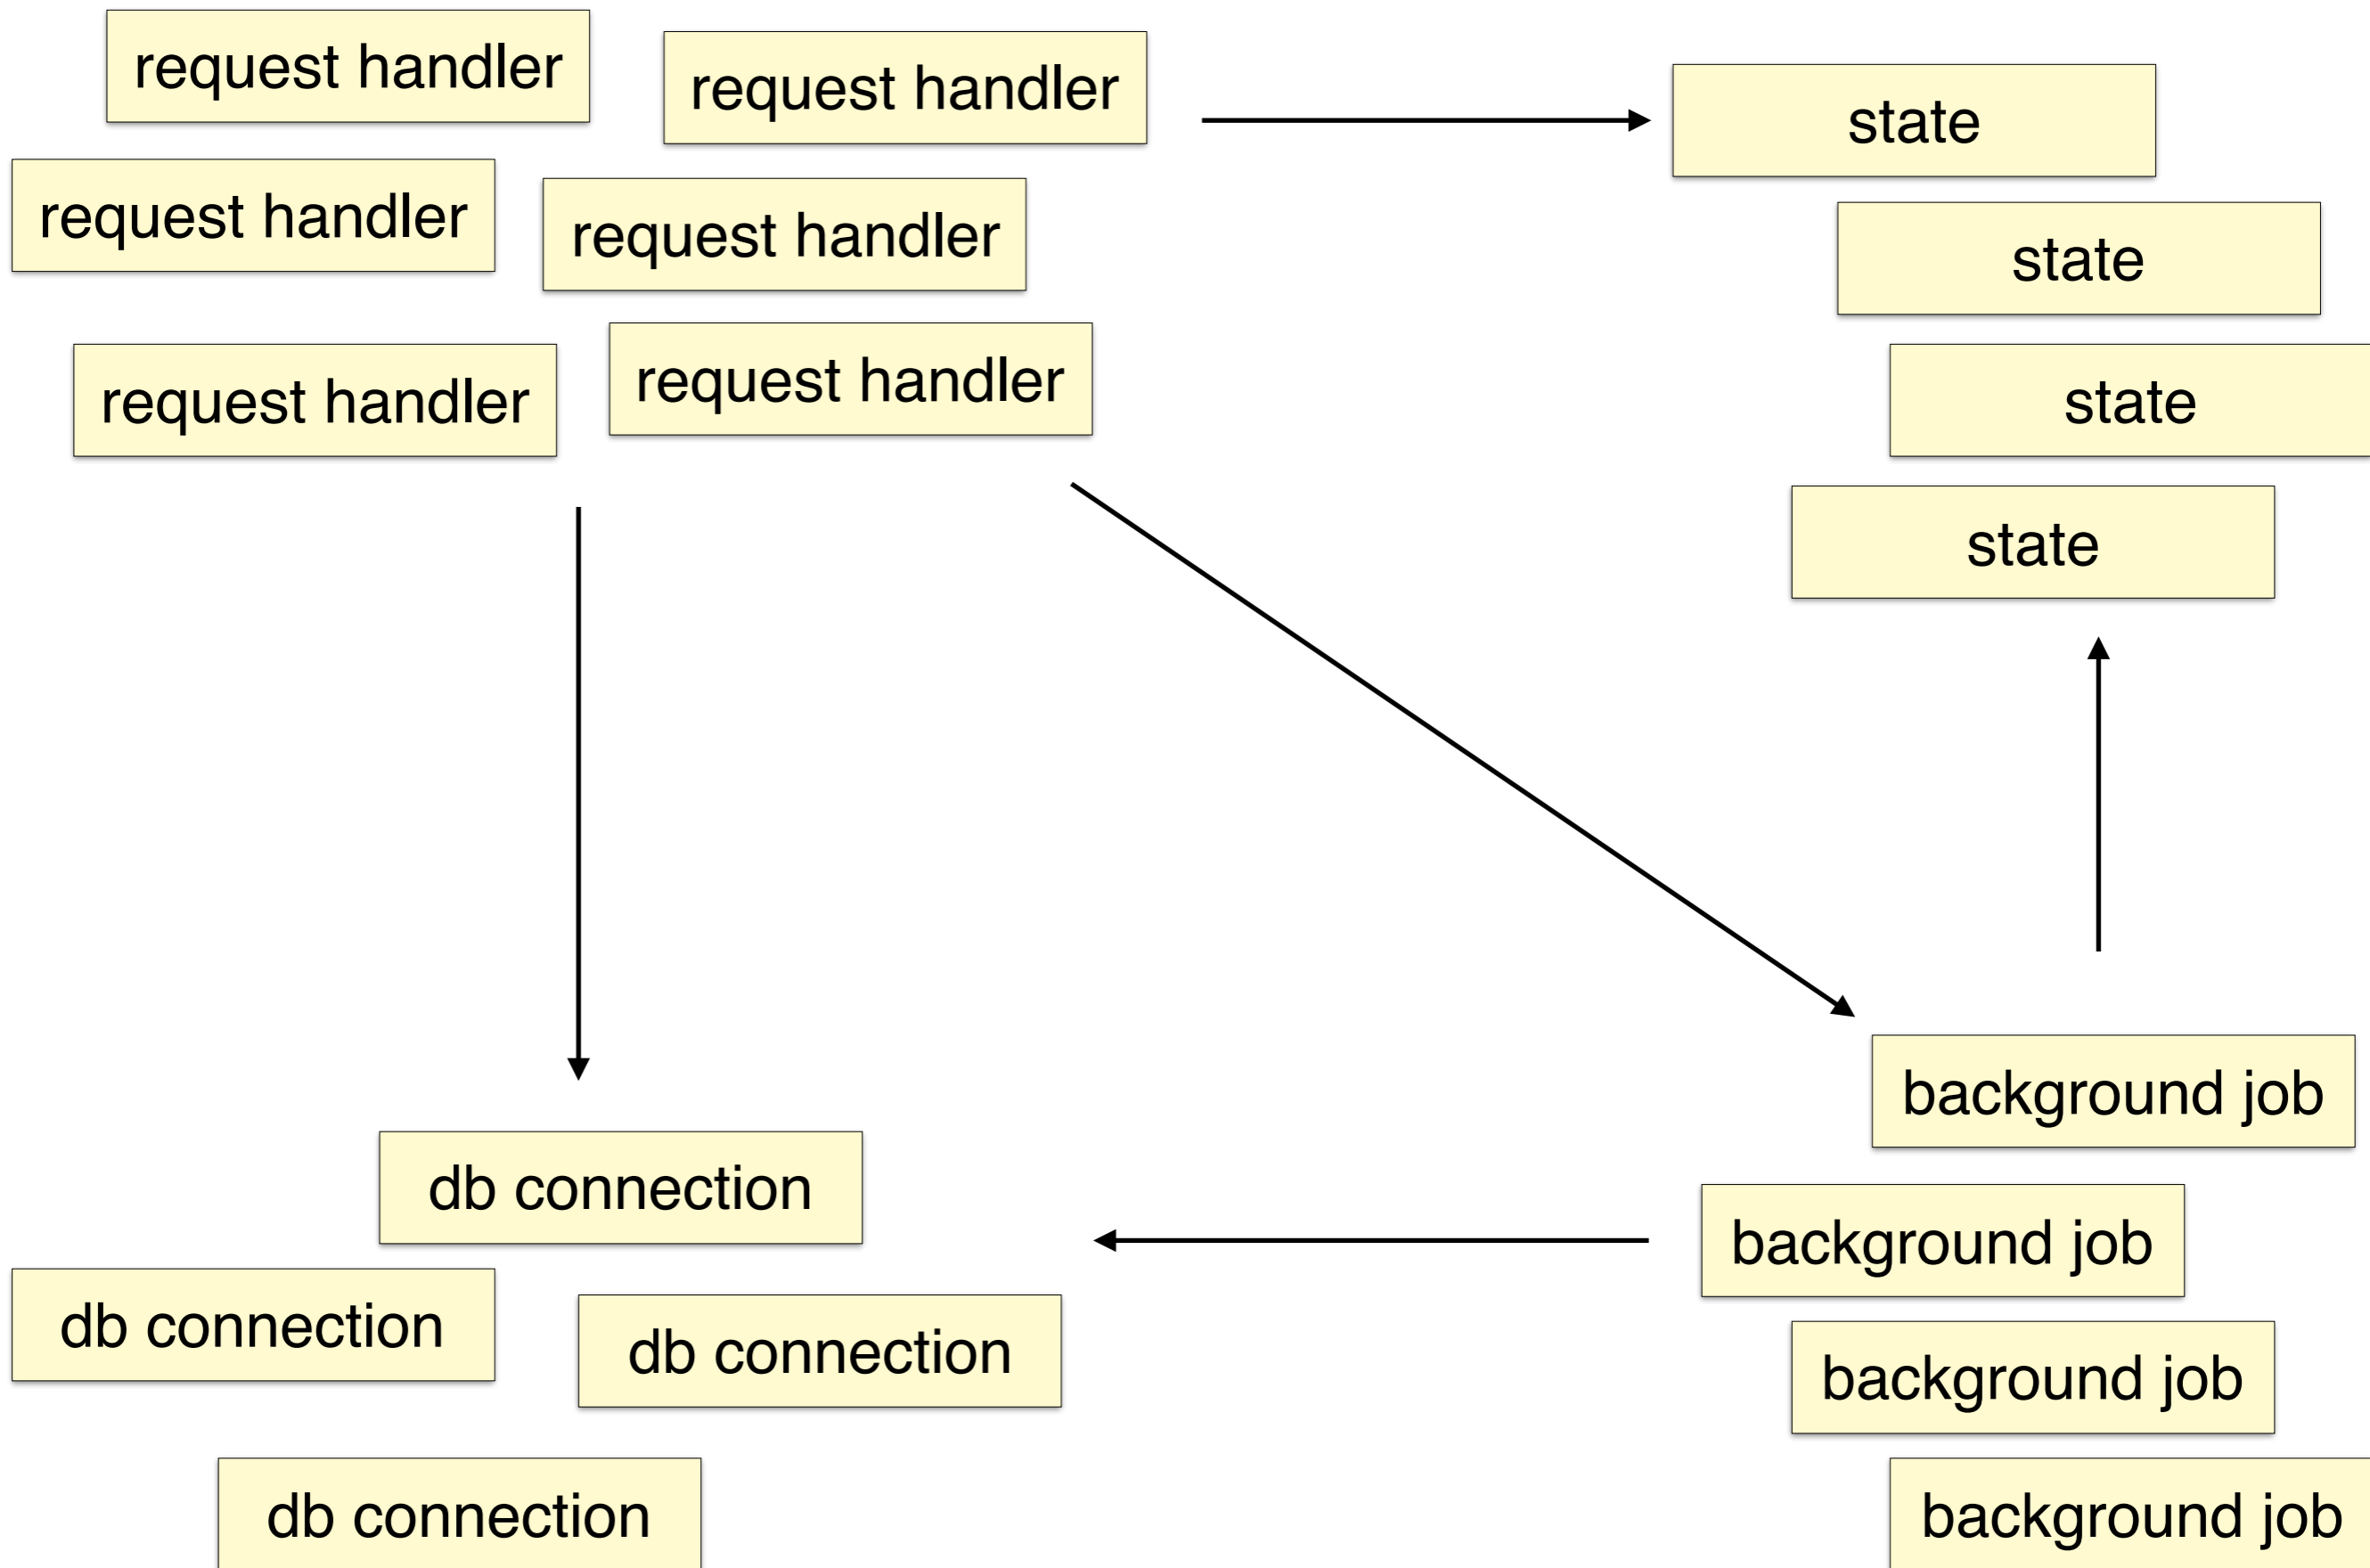 request handler
request handler
request handler
request handler
request handler
request handler
state
state
state
state
db connection
db connection
db connection
db connection
background job
background job
background job
background job